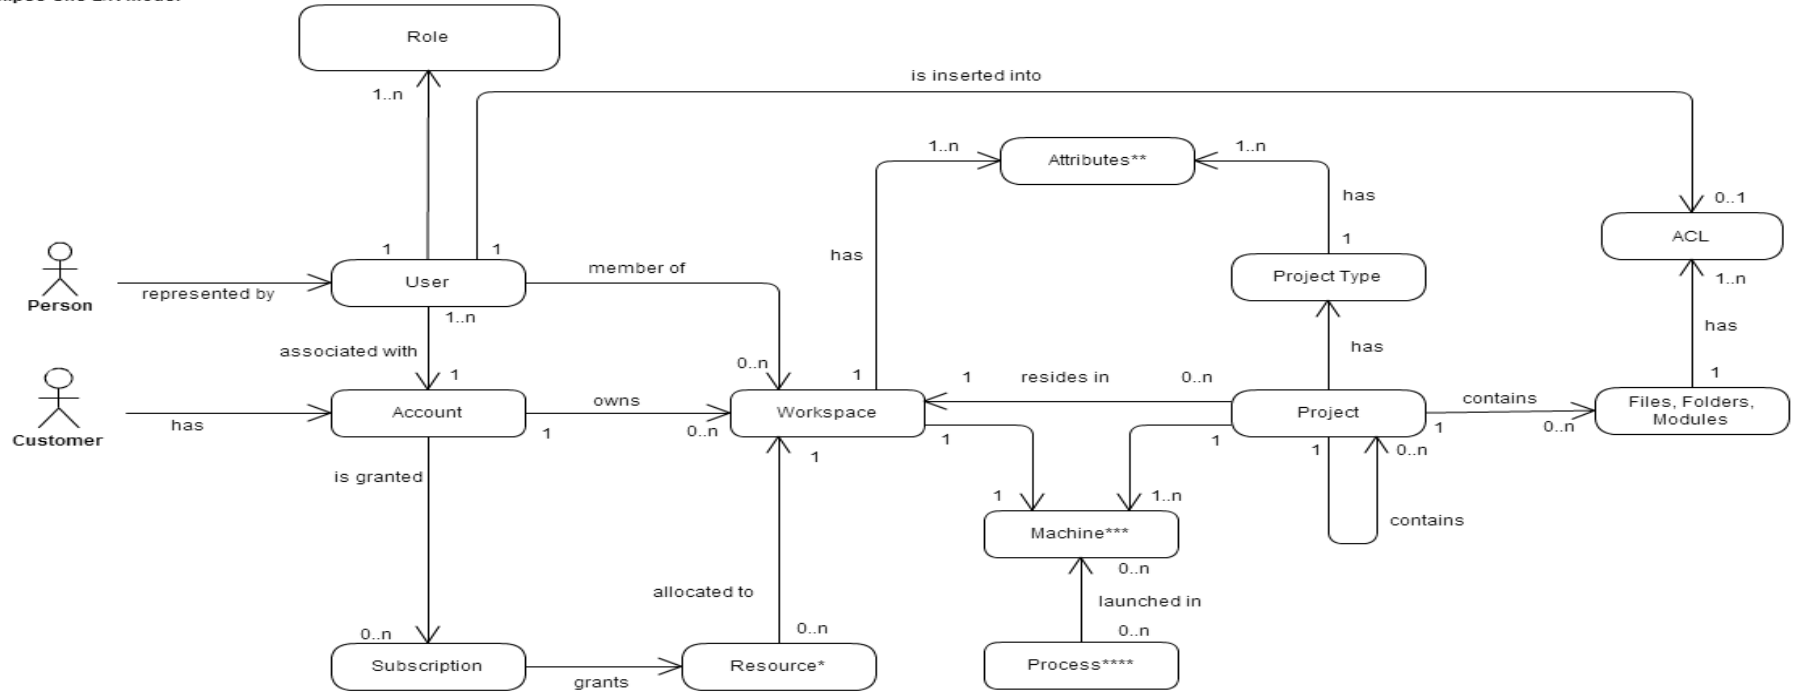 Role
1..n
is inserted into
1..n
Attributes**
1..n
has
0..1
ACL
1
1
1
member of
has
Project Type
1..n
Person
represented by
User
1..n
0..n
has
has
associated with
1
1
1
resides in
0..n
1
Customer
has
Account
owns
1
0..n
Workspace
1
1
Project
1
contains
0..n
Files, Folders,
Modules
1
1
0..n
is granted
1
1..n
contains
Machine***
0..n
allocated to
launched in
0..n
0..n
0..n
Subscription
grants
Resource*
Process****